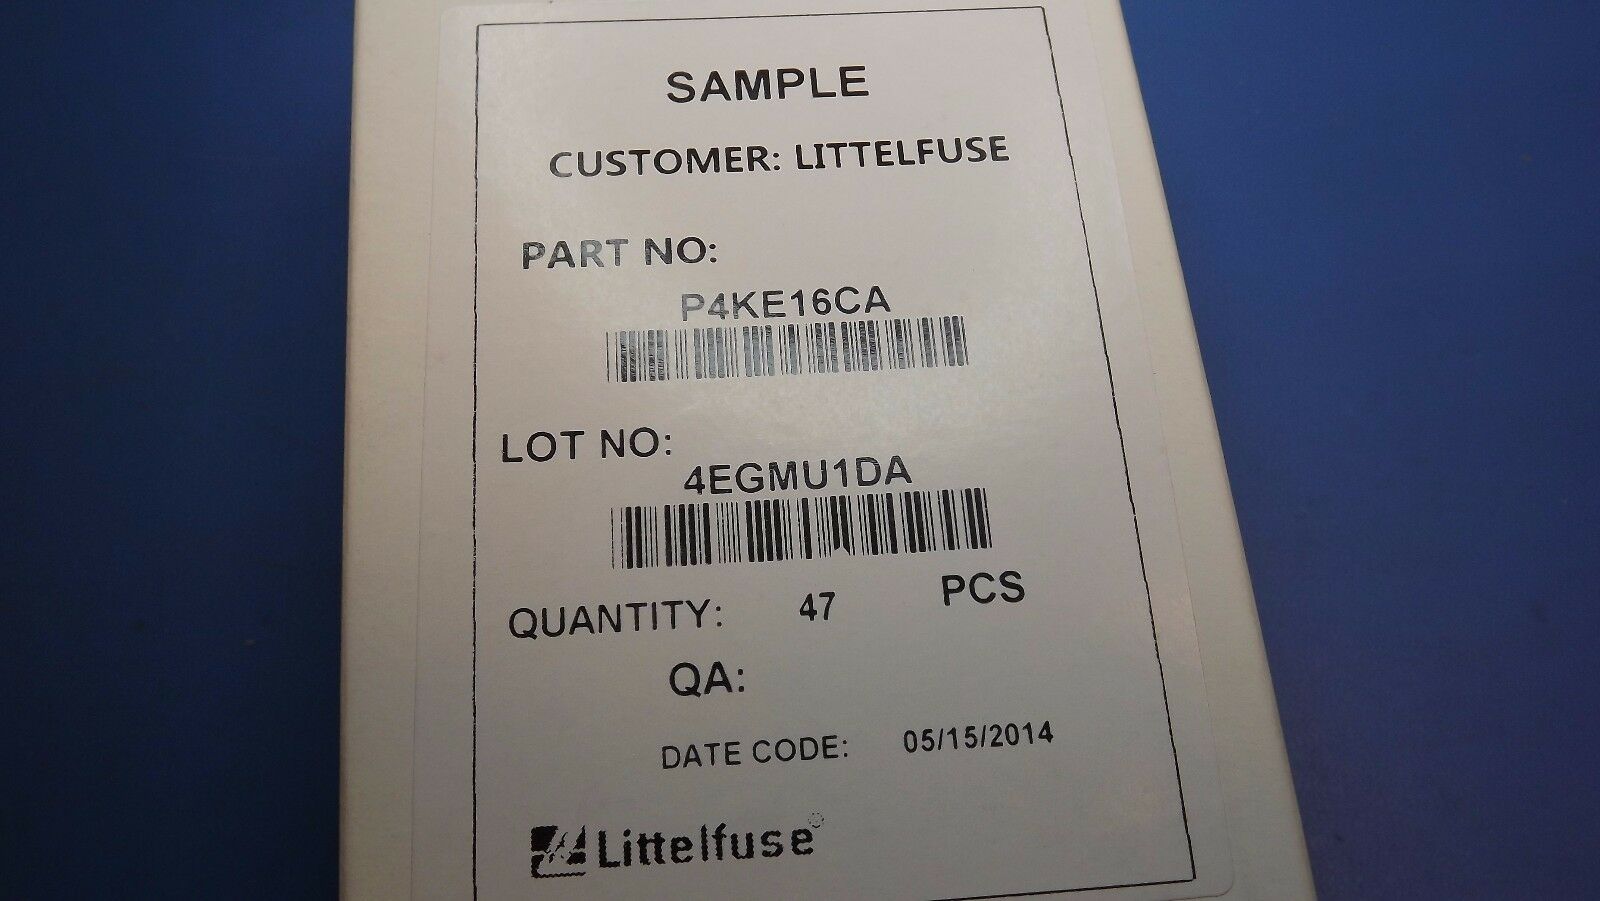 SAMPLE
CUSTOMER: LITTELFUSE
PART NO:
P4KE16CA
LOT NO:
4EGMU1DA
QUANTITY: 47 PCS
QA:
DATE CODE: 05/15/2014
Littelfuse®